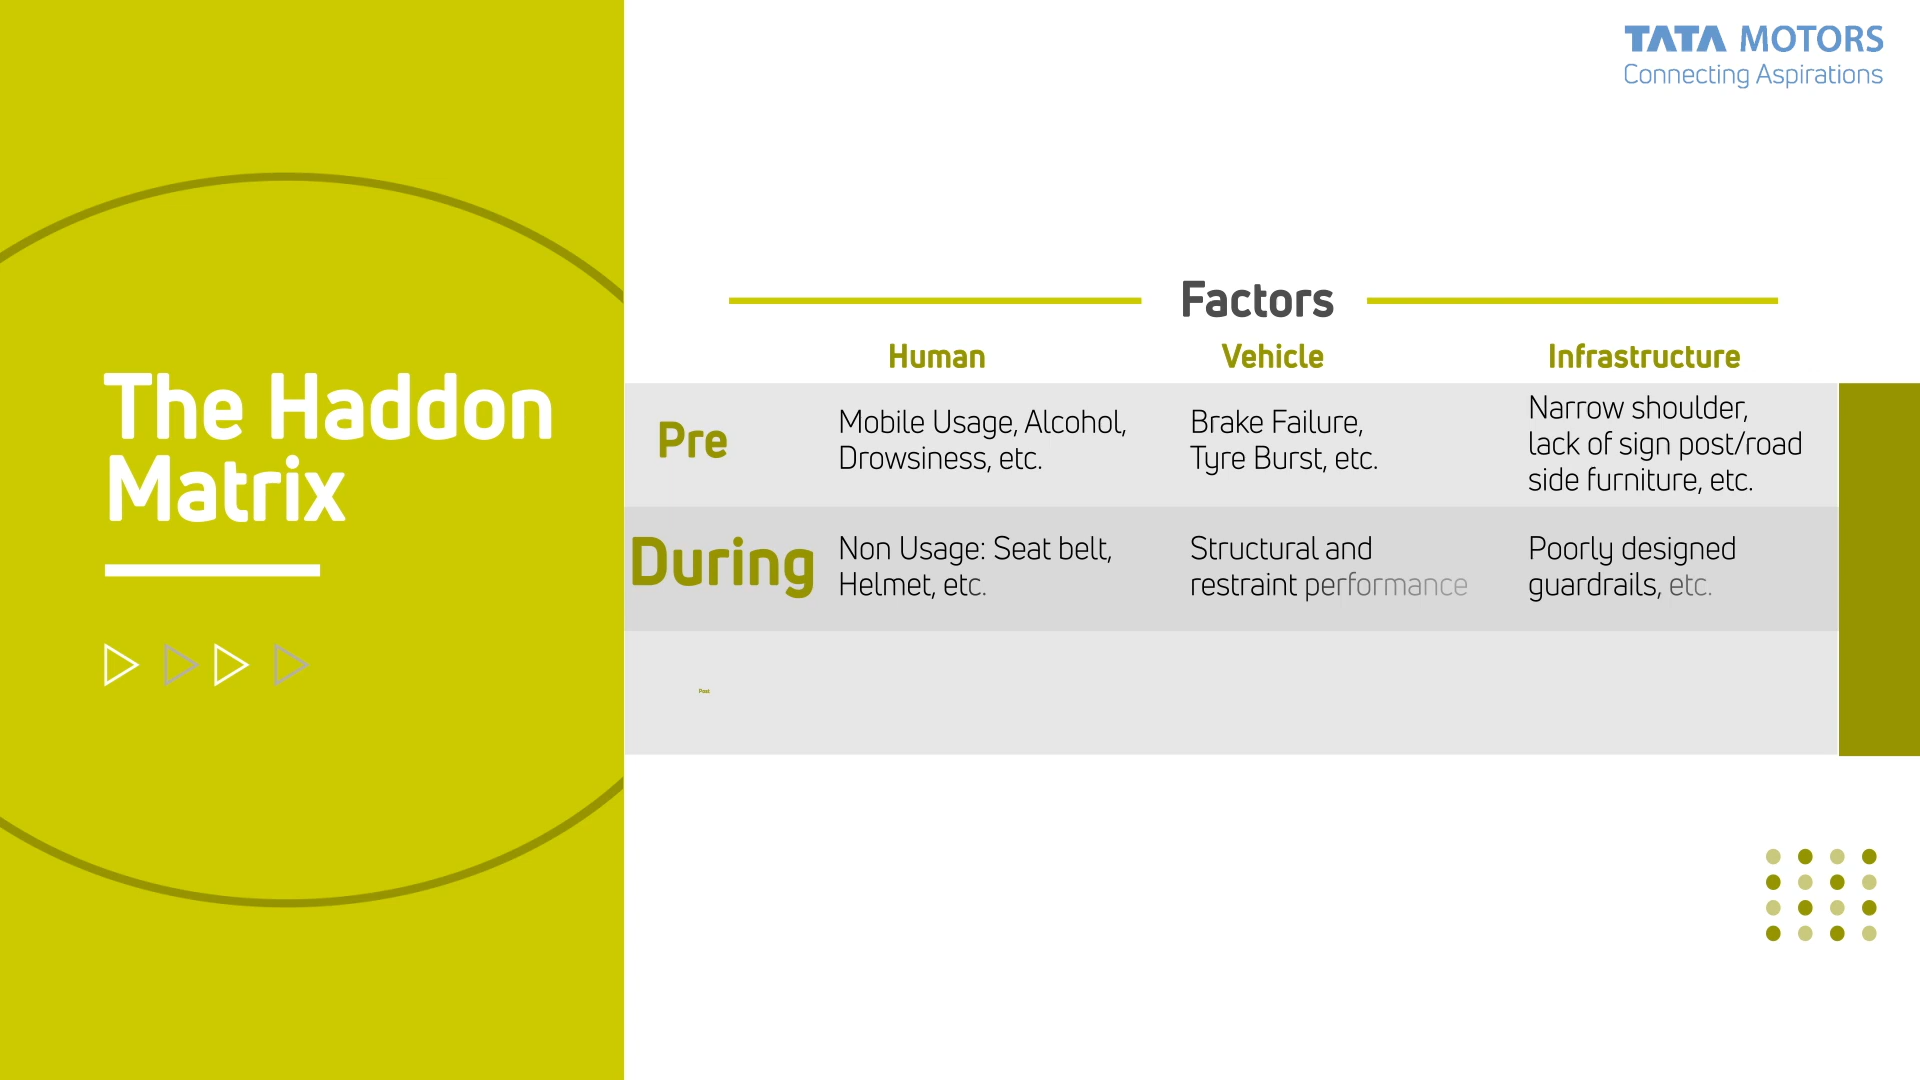 TATA MOTORS
Connecting Aspirations
The Haddon
Matrix
Factors
Human
Vehicle
Infrastructure
Pre
Mobile Usage, Alcohol,
Drowsiness, etc.
Brake Failure,
Tyre Burst, etc.
Narrow shoulder,
lack of sign post/road
side furniture, etc.
During
Non Usage: Seat belt,
Helmet, etc.
Structural and
restraint performance
Poorly designed
guardrails, etc.
Post